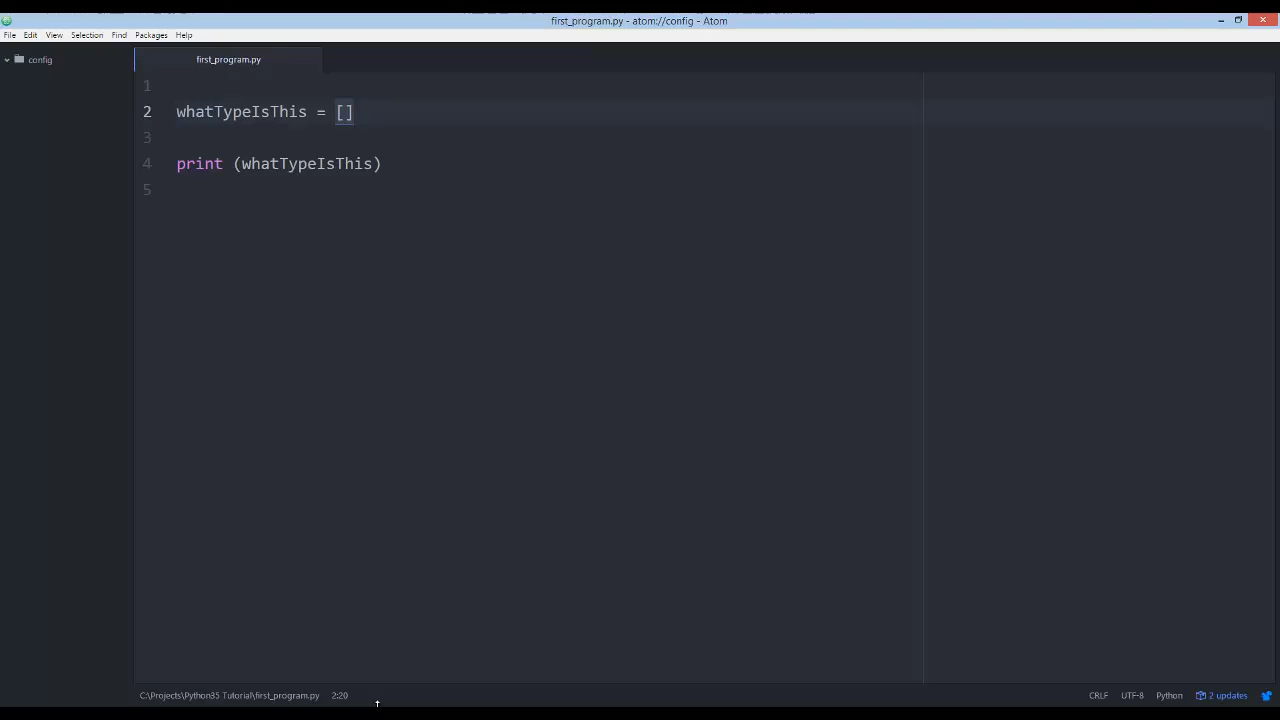 first_program.py - atom://config - Atom
File Edit View Selection Find Packages Help
config
first_program.py
1
2 whatTypeIsThis = []
3
4 print (whatTypeIsThis)
5
C:\Projects\Python35 Tutorial\first_program.py 2:20 CRLF UTF-8 Python 2 updates